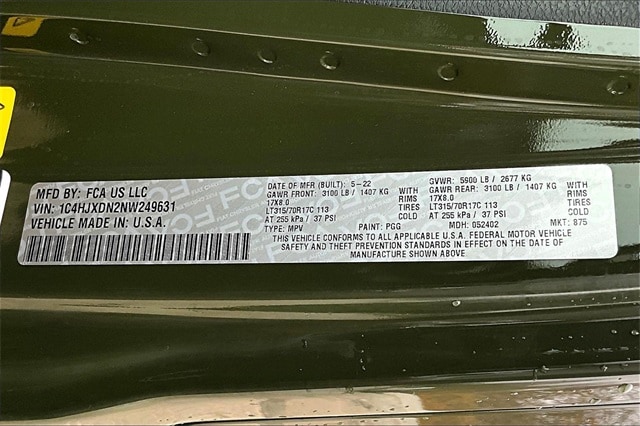 MFD BY: FCA US LLC
VIN: 1C4HJXDN2NW249631
VEHICLE MADE IN: U.S.A.
DATE OF MFR (BUILT): 5-22
GAWR FRONT: 3100 LB / 1407 KG
17X8.0 RIMS
LT315/70R17C 113 TIRES
AT 255 kPa / 37 PSI
TYPE: MPV PAINT: PGG
GVWR: 5900 LB / 2677 KG
GAWR REAR: 3100 LB / 1407 KG
17X8.0 RIMS
LT315/70R17C 113 TIRES
AT 255 kPa / 37 PSI
MDH: 052402 MKT: 875
THIS VEHICLE CONFORMS TO ALL APPLICABLE U.S.A. FEDERAL MOTOR VEHICLE
SAFETY AND THEFT PREVENTION STANDARDS IN EFFECT ON THE DATE OF
MANUFACTURE SHOWN ABOVE